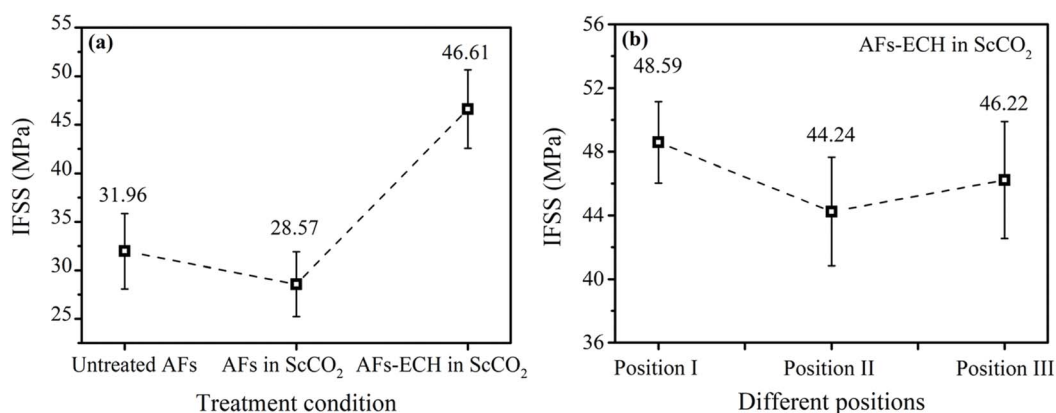 (a)
IFSS (MPa)
55
50
45
40
35
30
25
31.96
28.57
46.61
Untreated AFs
AFs in ScCO₂
AFs-ECH in ScCO₂
Treatment condition
(b)
AFs-ECH in ScCO₂
IFSS (MPa)
56
52
48
44
40
36
48.59
44.24
46.22
Position I
Position II
Position III
Different positions